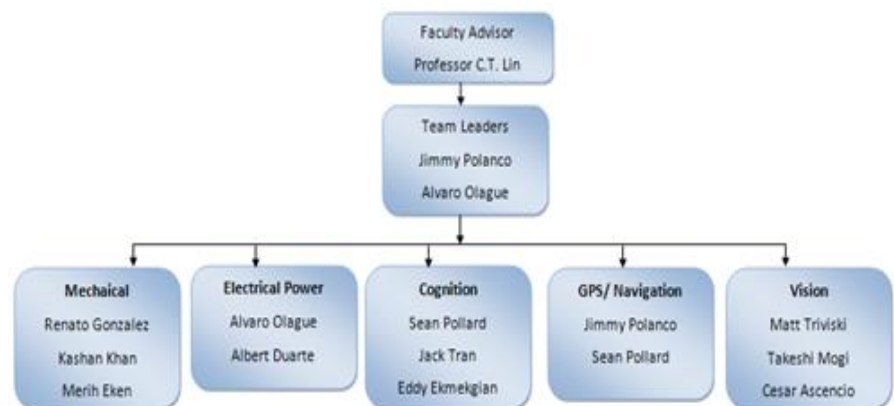 Faculty Advisor
Professor C.T. Lin
Team Leaders
Jimmy Polanco
Alvaro Olague
Mechaical
Renato Gonzalez
Kashan Khan
Merih Eken
Electrical Power
Alvaro Olague
Albert Duarte
Cognition
Sean Pollard
Jack Tran
Eddy Ekmekgian
GPS/ Navigation
Jimmy Polanco
Sean Pollard
Vision
Matt Triviski
Takeshi Mogi
Cesar Ascencio